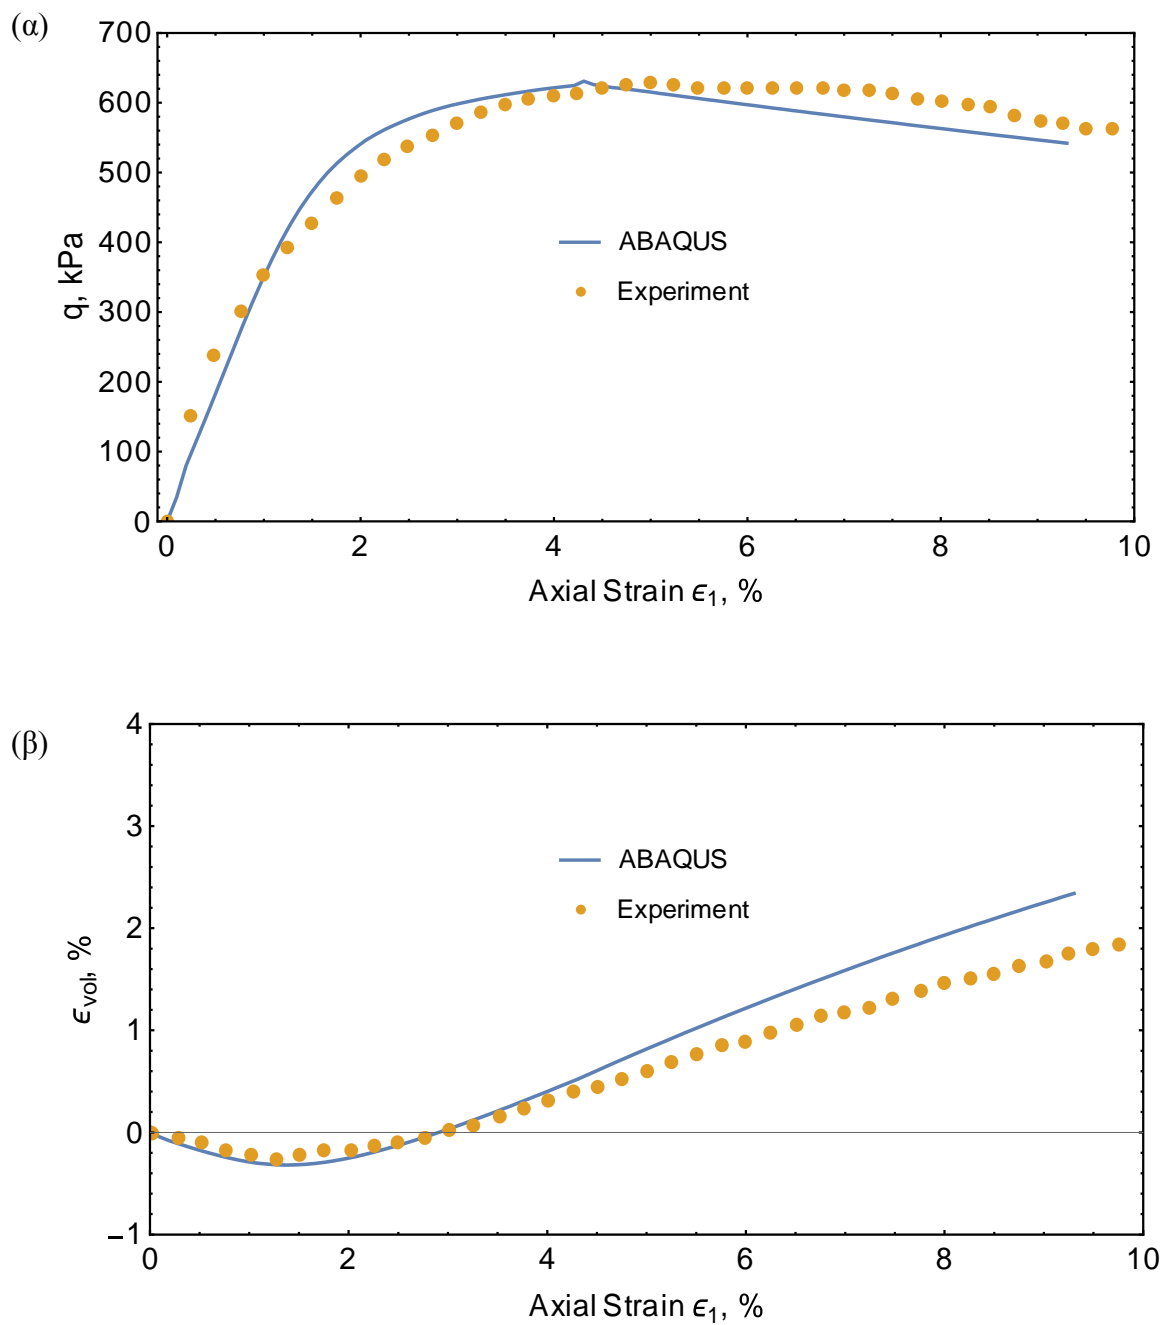 (α)
700
600
500
400
300
200
100
0
q, kPa
ABAQUS
Experiment
0 2 4 6 8 10
Axial Strain ϵ1, %
(β)
4
3
2
1
0
−1
ϵvol, %
ABAQUS
Experiment
0 2 4 6 8 10
Axial Strain ϵ1, %